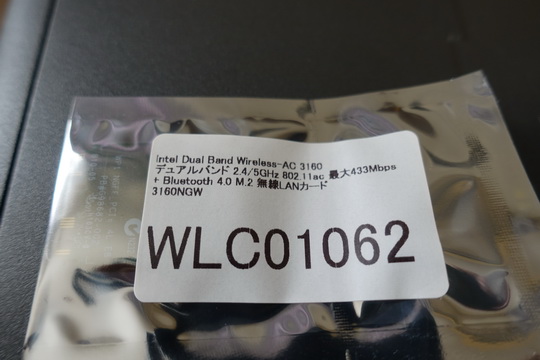 Intel Dual Band Wireless-AC 3160
デュアルバンド 2.4/5GHz 802.11ac 最大433Mbps
+ Bluetooth 4.0 M.2 無線LANカード
3160NGW
WLC01062